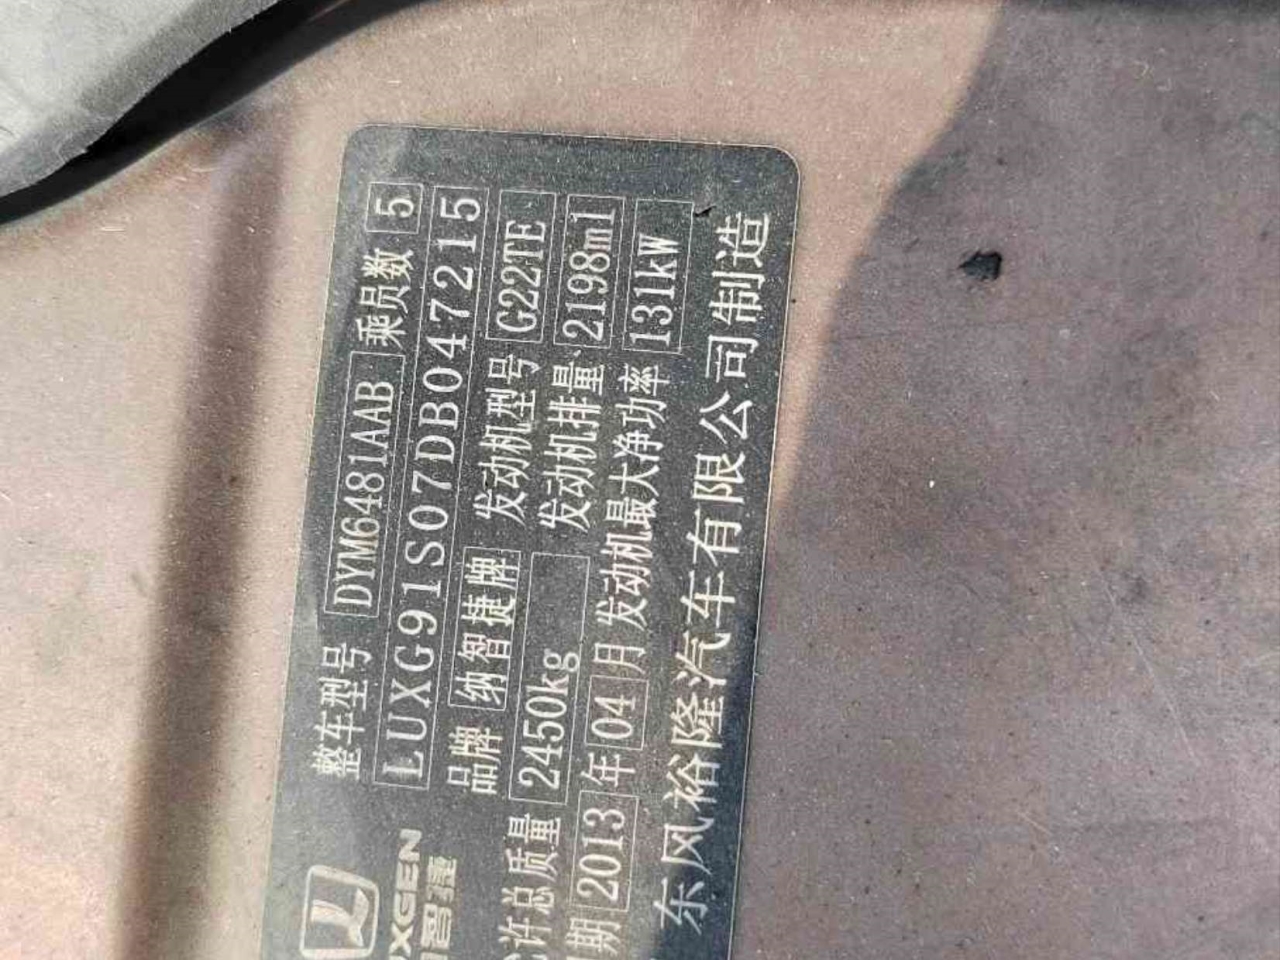 整车型号 DYM6481AAB 乘员数 5
LUXG91S07DB047215
品牌 纳智捷牌 发动机型号 G22TE
许总质量 2450kg 发动机排量 2198ml
期 2013 年 04 月 发动机最大净功率 131kW
东风裕隆汽车有限公司制造
XGEN
智捷